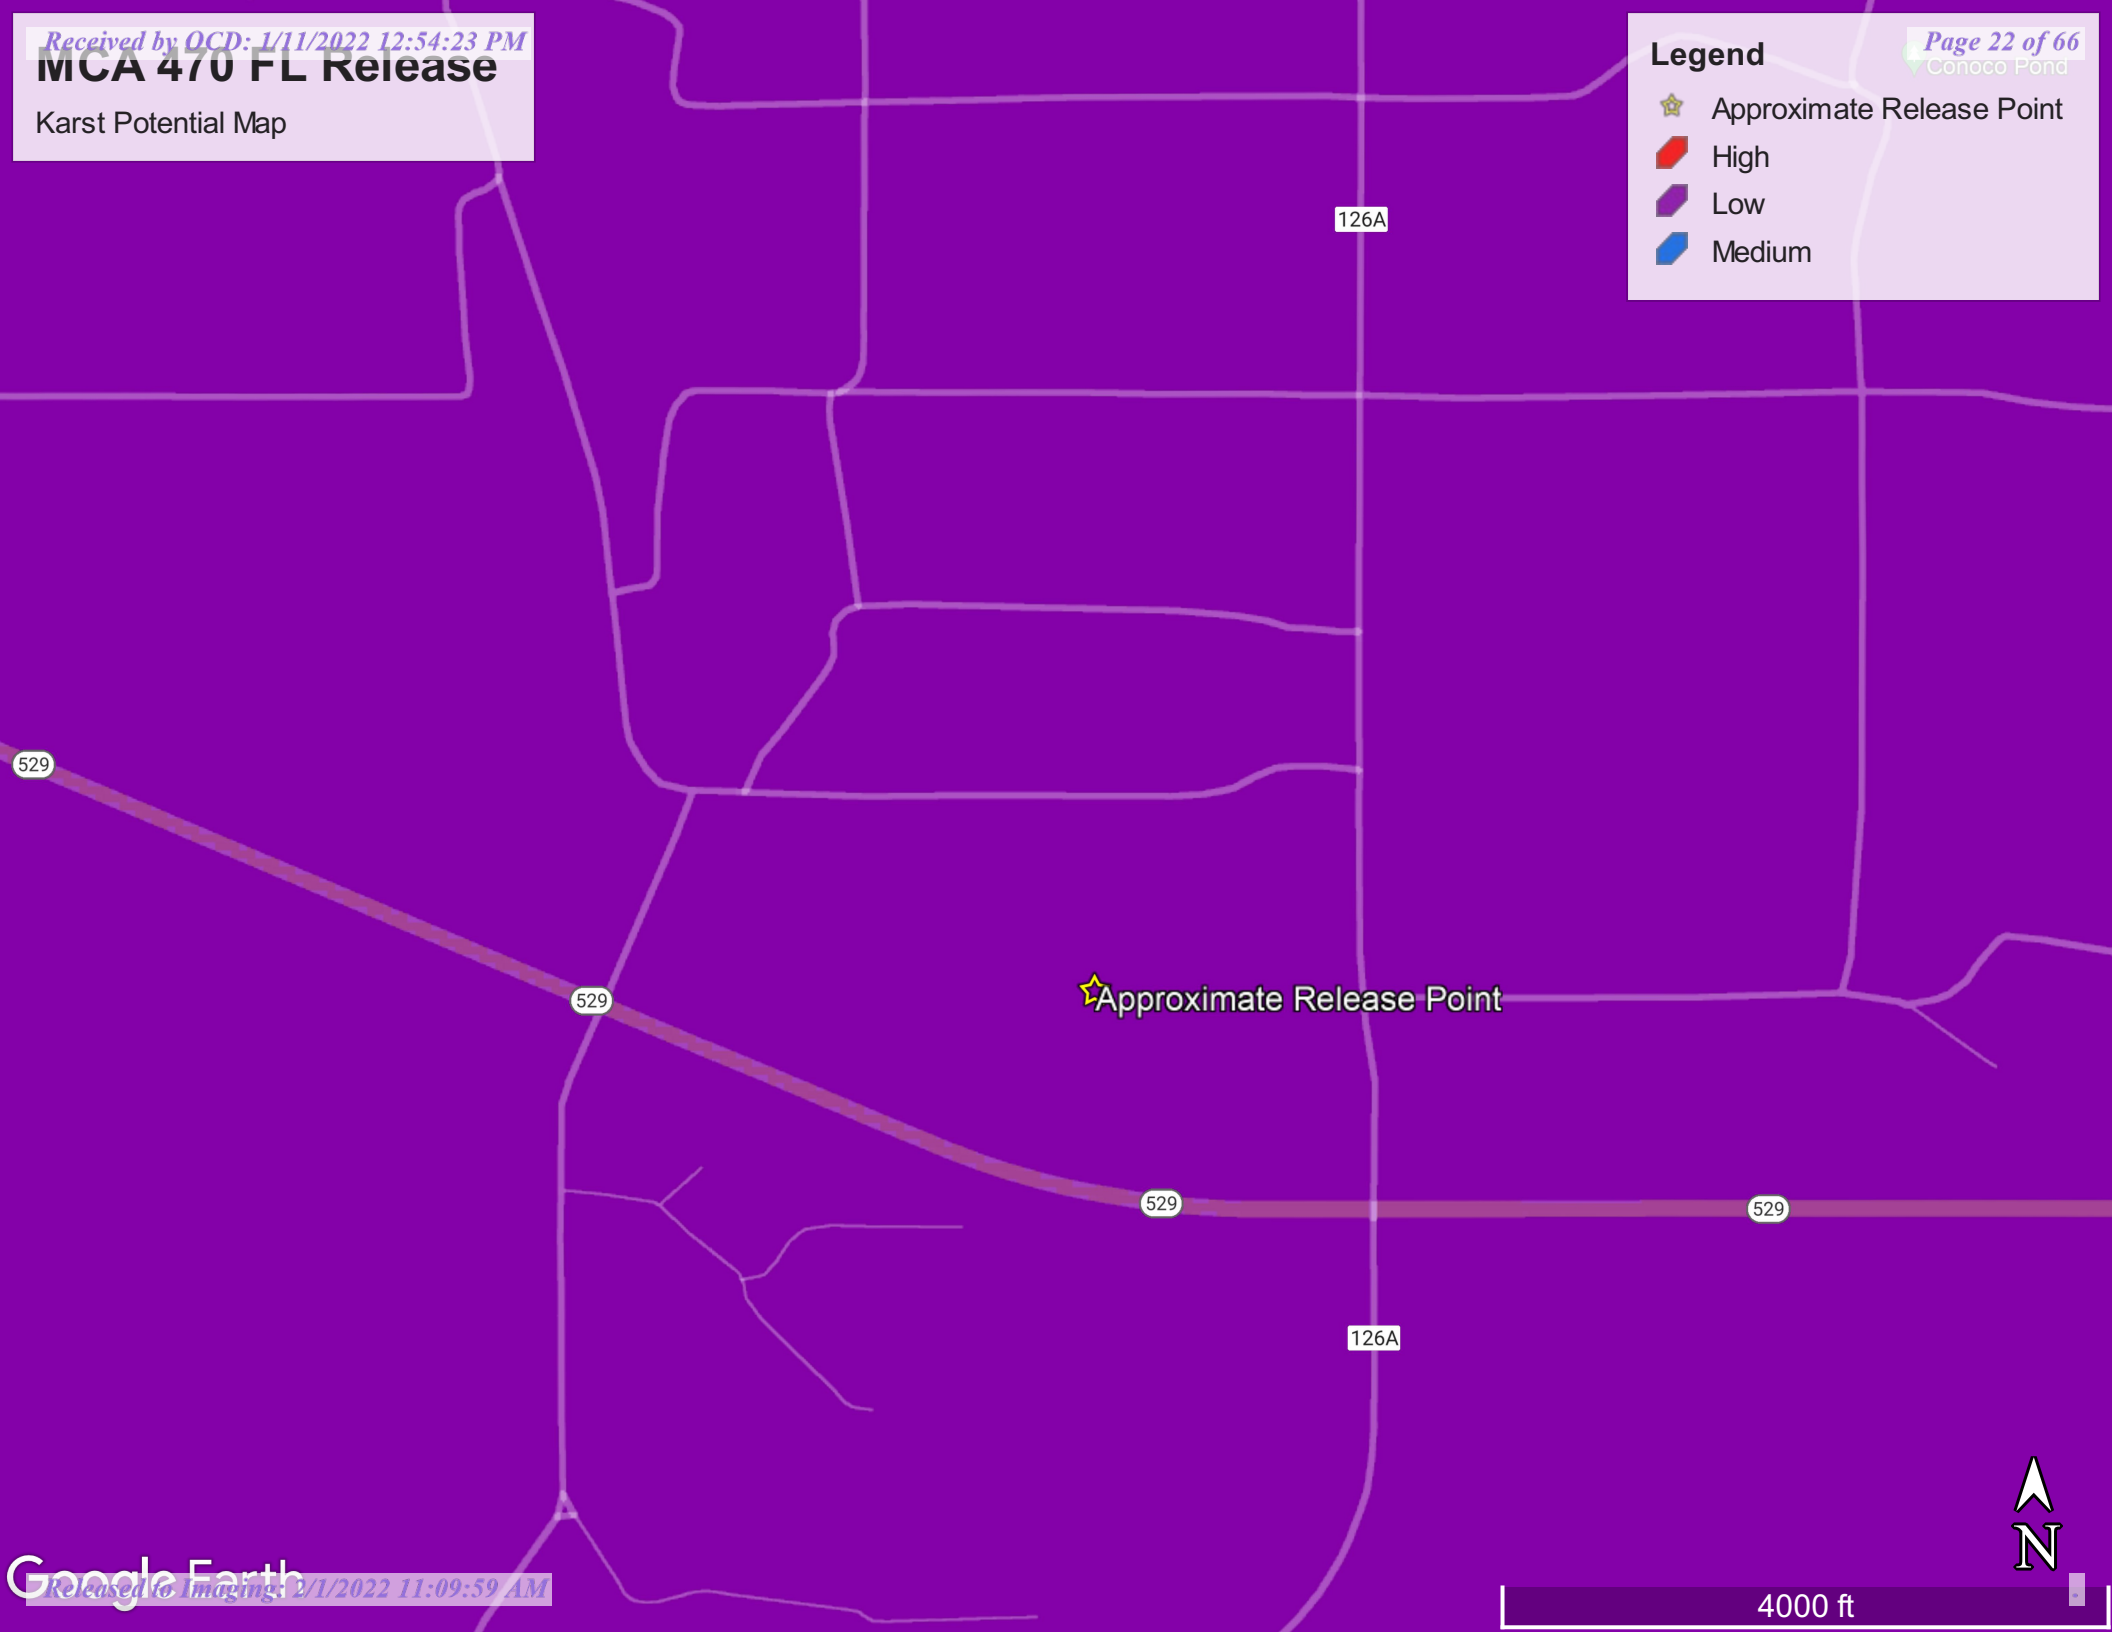 Received by OCD: 1/11/2022 12:54:23 PM
MCA 470 FL Release
Karst Potential Map
Page 22 of 66
Conoco Pond
Legend
Approximate Release Point
High
Low
Medium
126A
529
529
Approximate Release Point
529
529
126A
N
Google Earth
Released to Imaging: 2/1/2022 11:09:59 AM
4000 ft